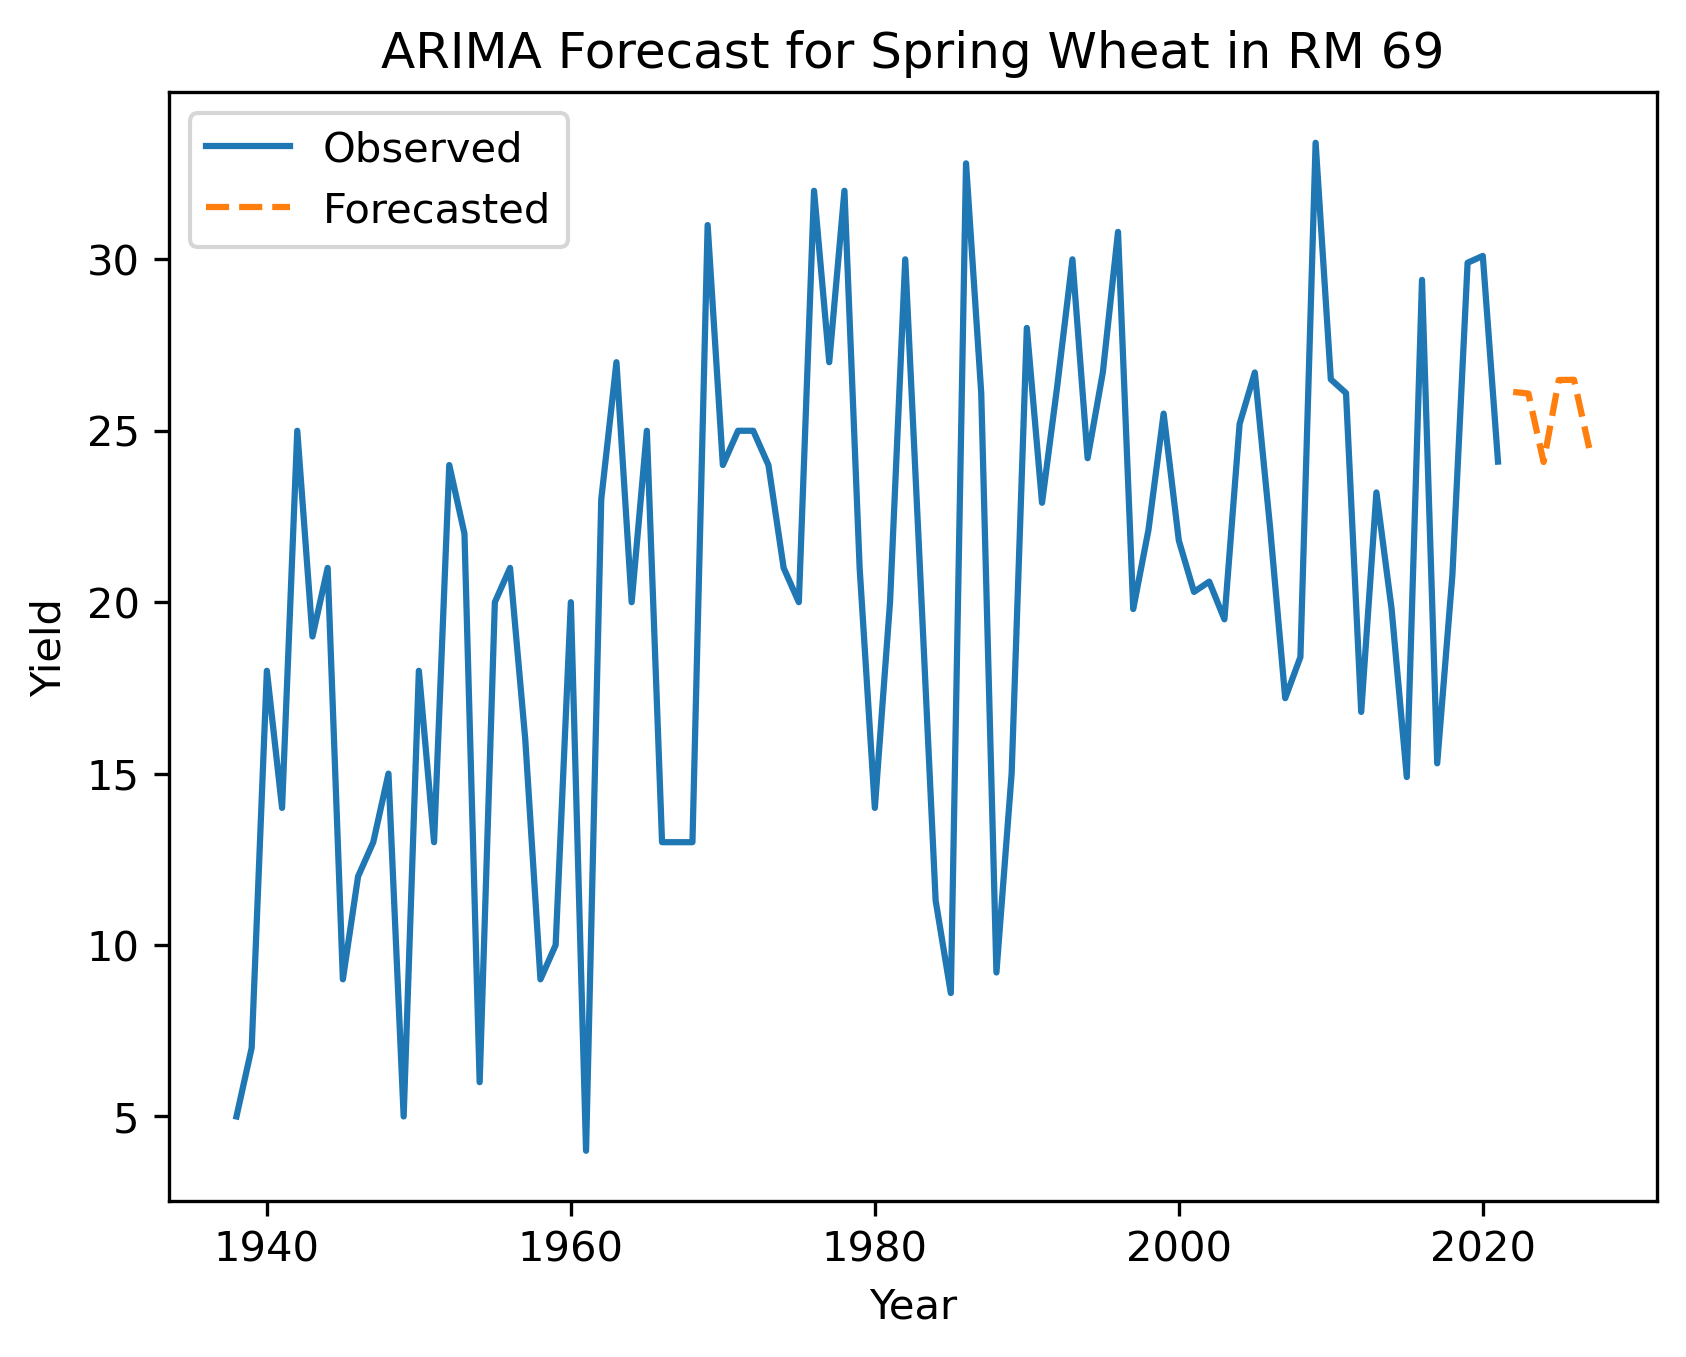 ARIMA Forecast for Spring Wheat in RM 69
Observed
Forecasted
30
25
20
15
10
5
Yield
1940 1960 1980 2000 2020
Year